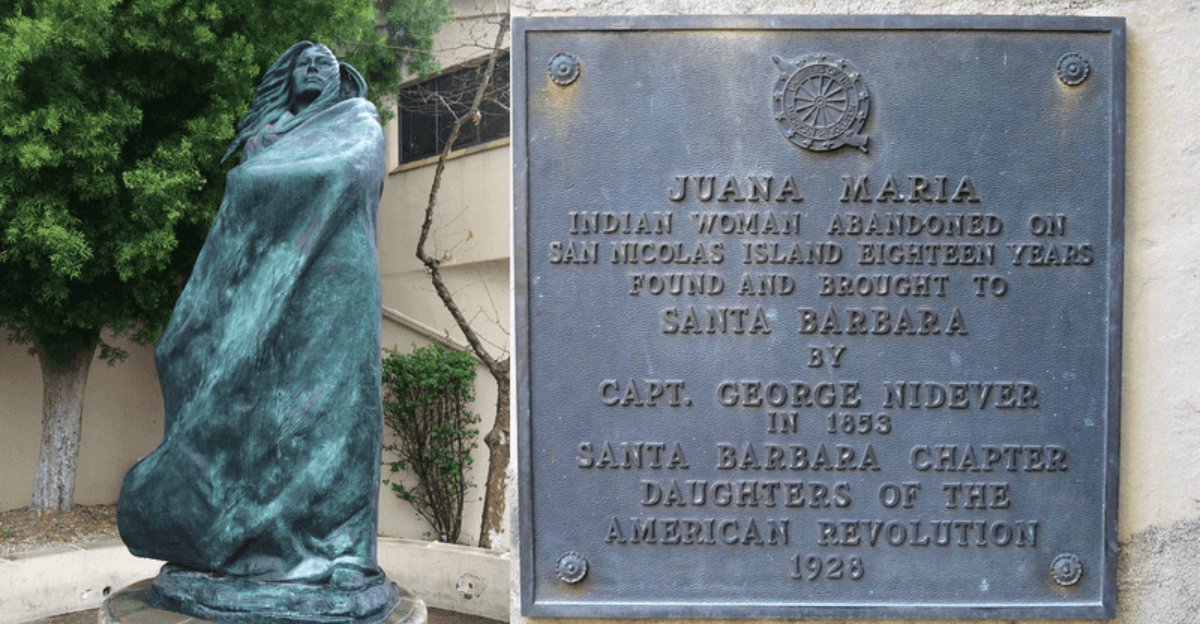 JUANA MARIA
INDIAN WOMAN ABANDONED ON
SAN NICOLAS ISLAND EIGHTEEN YEARS
FOUND AND BROUGHT TO
SANTA BARBARA
BY
CAPT. GEORGE NIDEVER
IN 1853
SANTA BARBARA CHAPTER
DAUGHTERS OF THE
AMERICAN REVOLUTION
1928